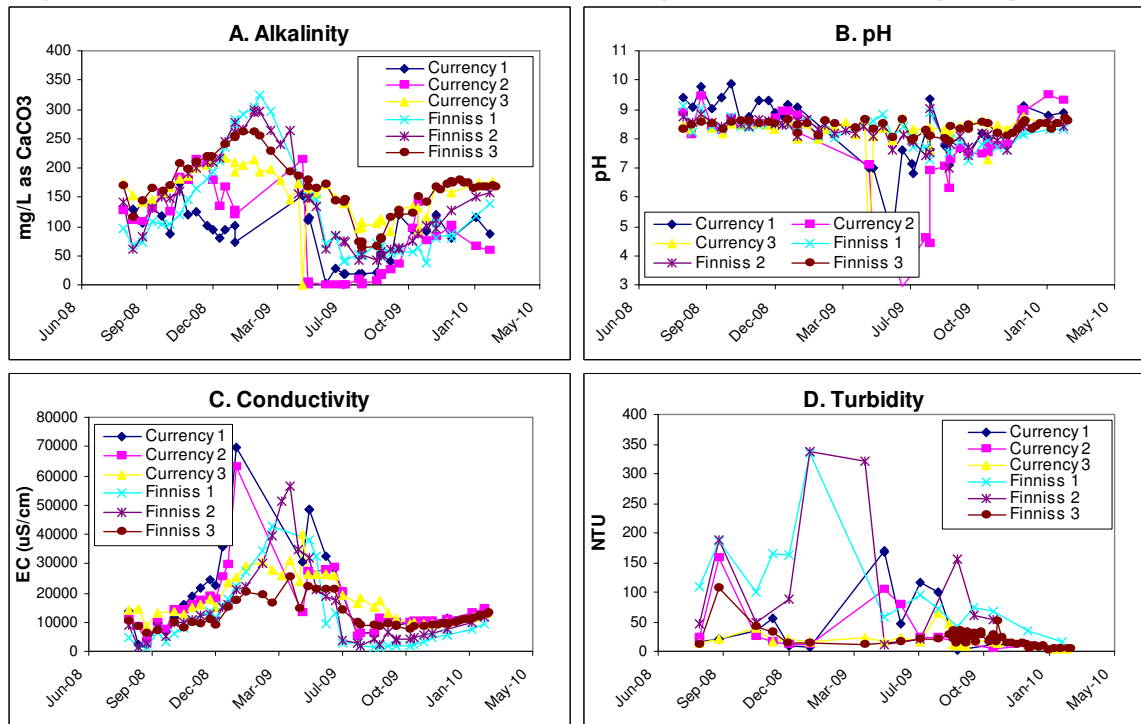 A. Alkalinity
400
350
300
250
200
150
100
50
0
mg/L as CaCO3
Jun-08
Sep-08
Dec-08
Mar-09
Jul-09
Oct-09
Jan-10
May-10
Currency 1
Currency 2
Currency 3
Finniss 1
Finniss 2
Finniss 3
B. pH
11
10
9
8
7
6
5
4
3
pH
Jun-08
Sep-08
Dec-08
Mar-09
Jul-09
Oct-09
Jan-10
May-10
Currency 1 Currency 2
Currency 3 Finniss 1
Finniss 2 Finniss 3
C. Conductivity
80000
70000
60000
50000
40000
30000
20000
10000
0
EC (uS/cm)
Jun-08
Sep-08
Dec-08
Mar-09
Jul-09
Oct-09
Jan-10
May-10
Currency 1
Currency 2
Currency 3
Finniss 1
Finniss 2
Finniss 3
D. Turbidity
400
350
300
250
200
150
100
50
0
NTU
Jun-08
Sep-08
Dec-08
Mar-09
Jul-09
Oct-09
Jan-10
May-10
Currency 1
Currency 2
Currency 3
Finniss 1
Finniss 2
Finniss 3